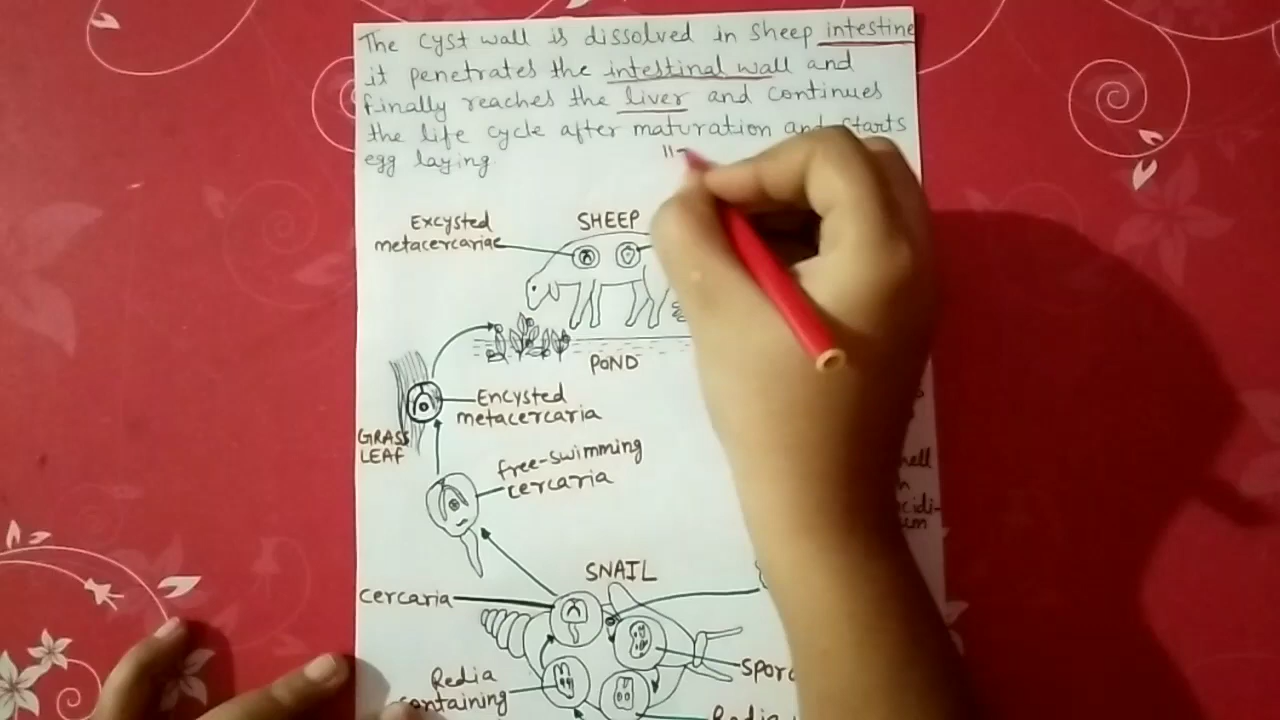 The cyst wall is dissolved in sheep intestine
it penetrates the intestinal wall and
finally reaches the liver and continues
the life cycle after maturation and starts
egg laying.
Excysted
metacercariae
SHEEP
POND
Encysted
metacercaria
GRASS
LEAF
free-swimming
cercaria
SNAIL
cercaria
Redia
containing
Redia